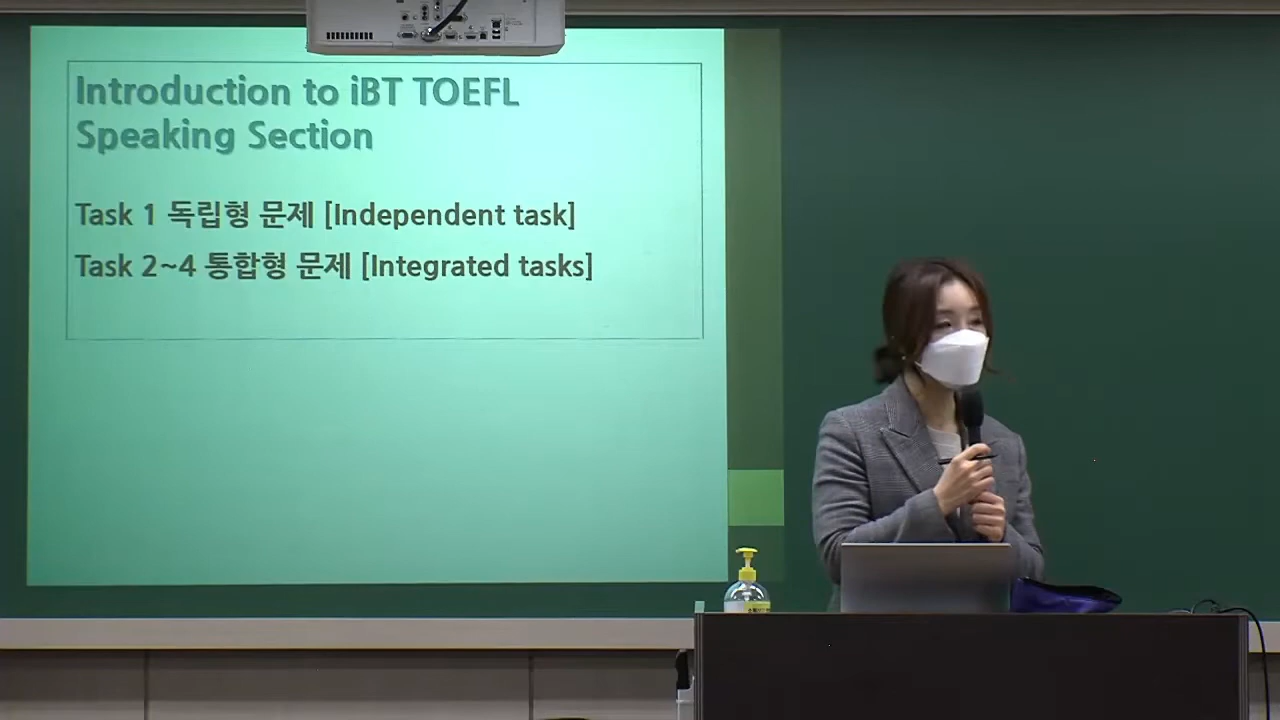 Introduction to iBT TOEFL
Speaking Section
Task 1 독립형 문제 [Independent task]
Task 2~4 통합형 문제 [Integrated tasks]